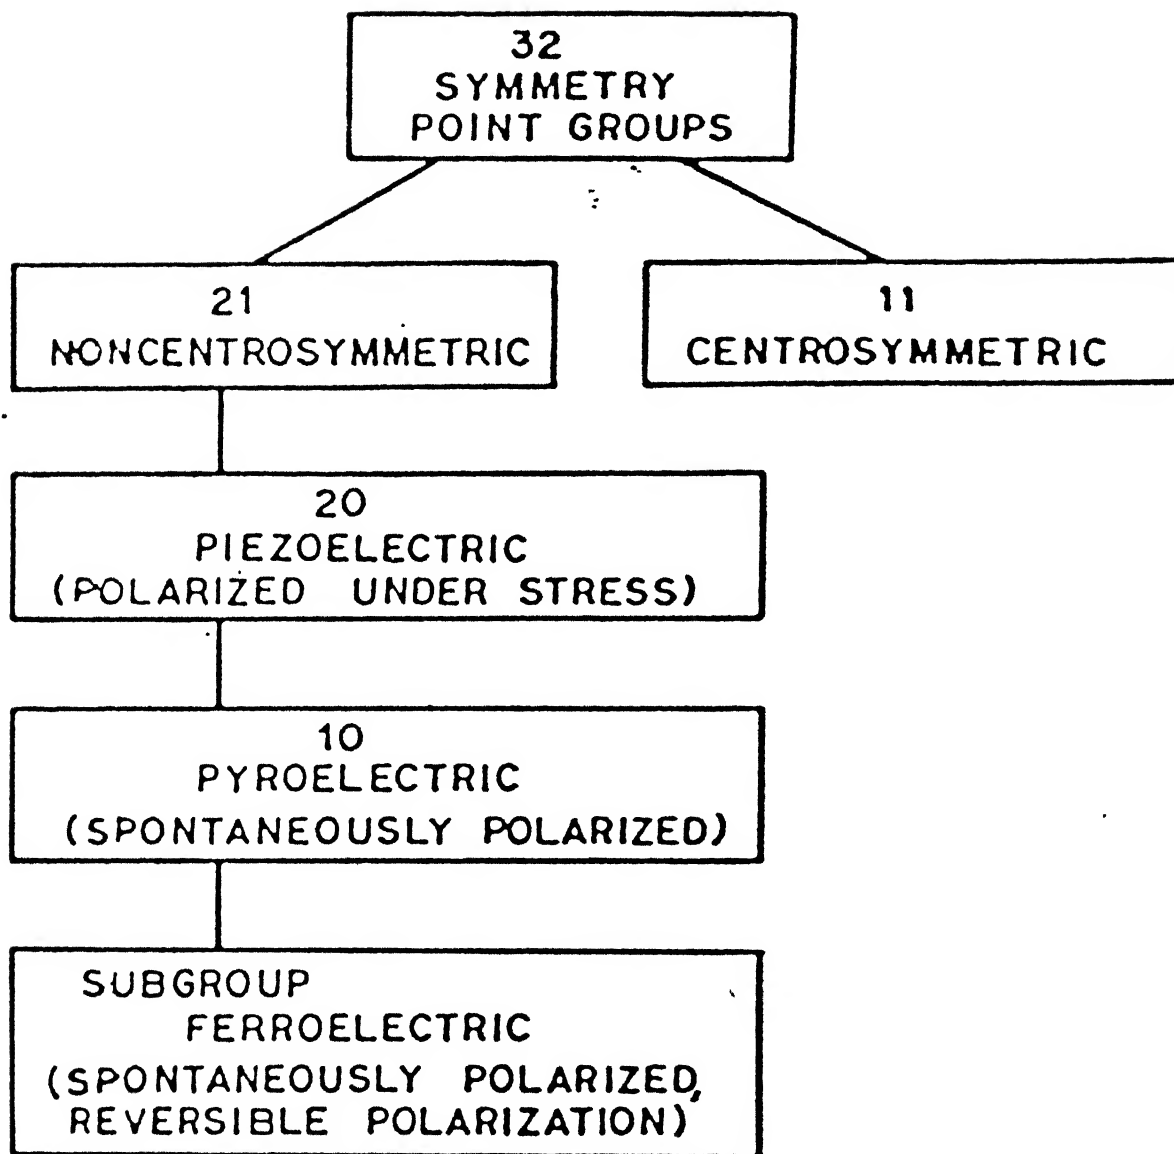 32
SYMMETRY
POINT GROUPS
21
NONCENTROSYMMETRIC
11
CENTROSYMMETRIC
20
PIEZOELECTRIC
(POLARIZED UNDER STRESS)
10
PYROELECTRIC
(SPONTANEOUSLY POLARIZED)
SUBGROUP
FERROELECTRIC
(SPONTANEOUSLY POLARIZED,
REVERSIBLE POLARIZATION)